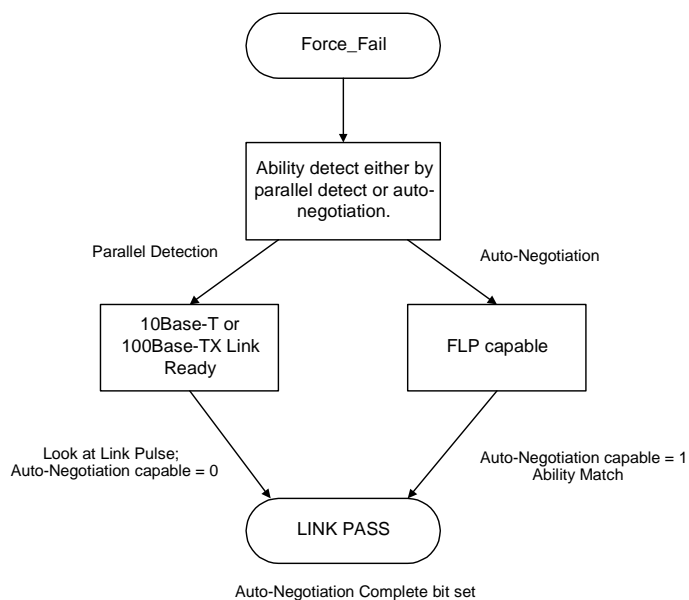 Force_Fail
Ability detect either by
parallel detect or auto-
negotiation.
Parallel Detection
Auto-Negotiation
10Base-T or
100Base-TX Link
Ready
FLP capable
Look at Link Pulse;
Auto-Negotiation capable = 0
Auto-Negotiation capable = 1
Ability Match
LINK PASS
Auto-Negotiation Complete bit set